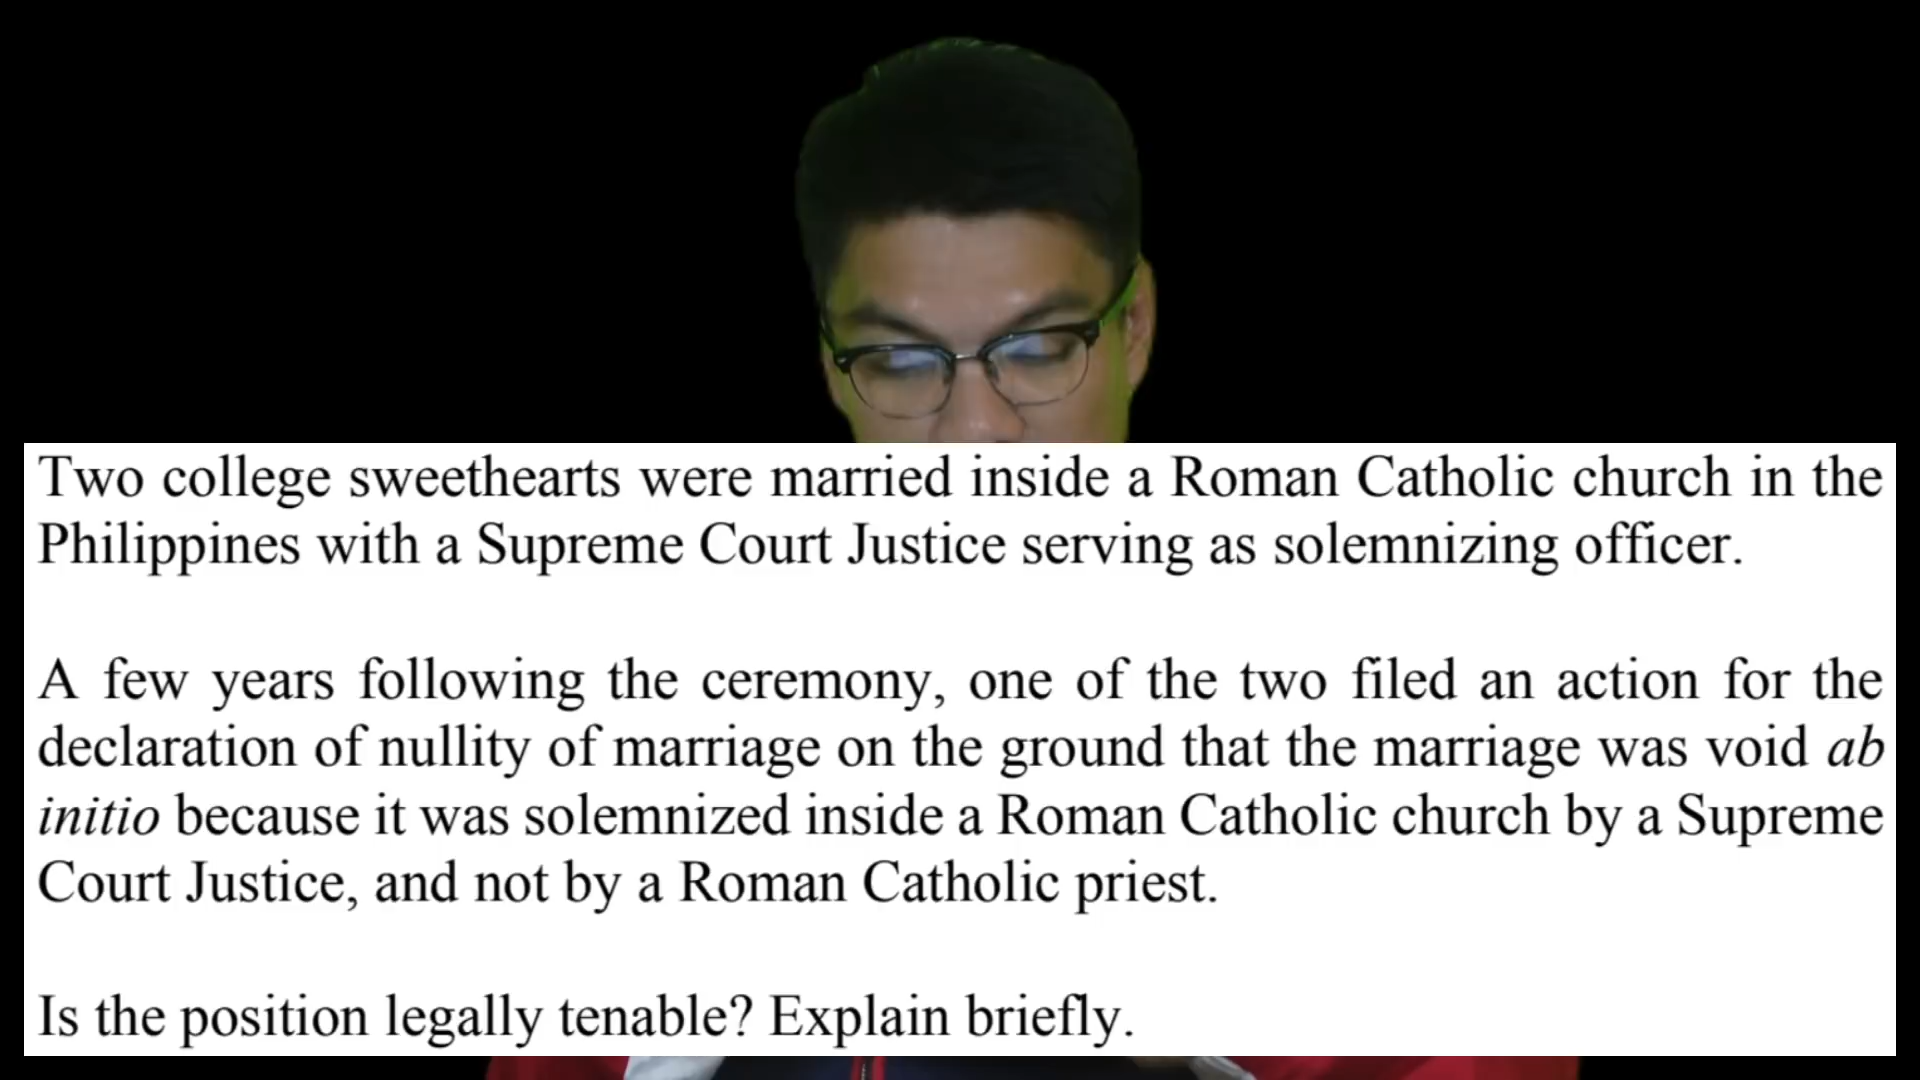 Two college sweethearts were married inside a Roman Catholic church in the
Philippines with a Supreme Court Justice serving as solemnizing officer.
A few years following the ceremony, one of the two filed an action for the
declaration of nullity of marriage on the ground that the marriage was void ab
initio because it was solemnized inside a Roman Catholic church by a Supreme
Court Justice, and not by a Roman Catholic priest.
Is the position legally tenable? Explain briefly.